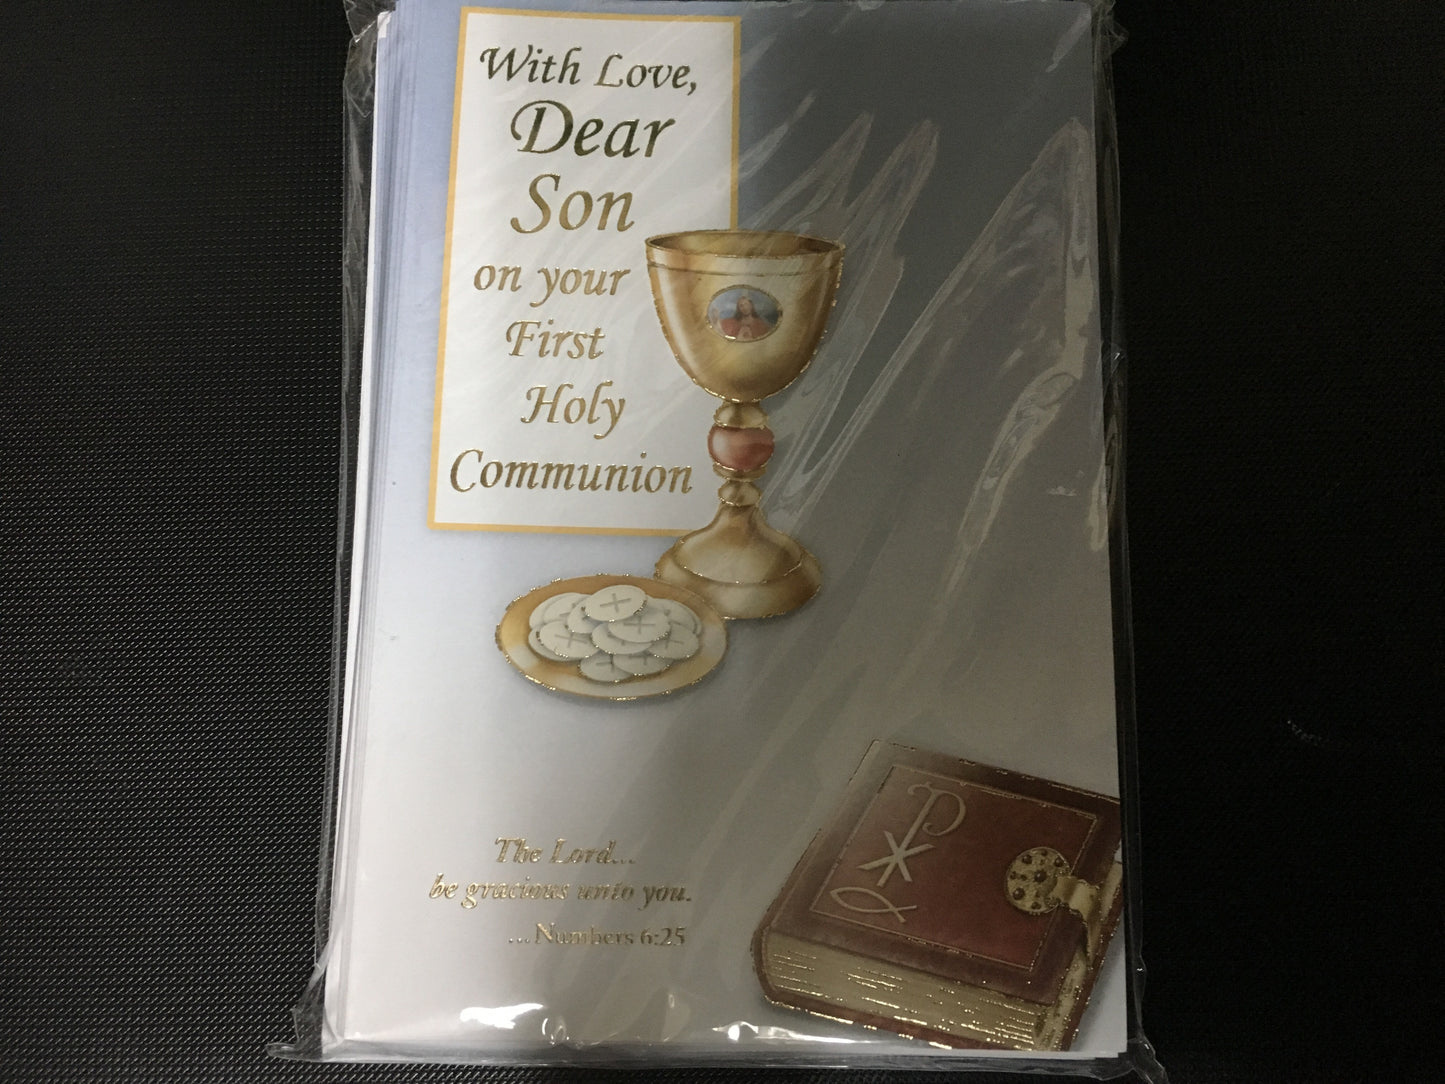 With Love,
Dear
Son
on your
First
Holy
Communion
The Lord...
be gracious unto you.
...Numbers 6:25